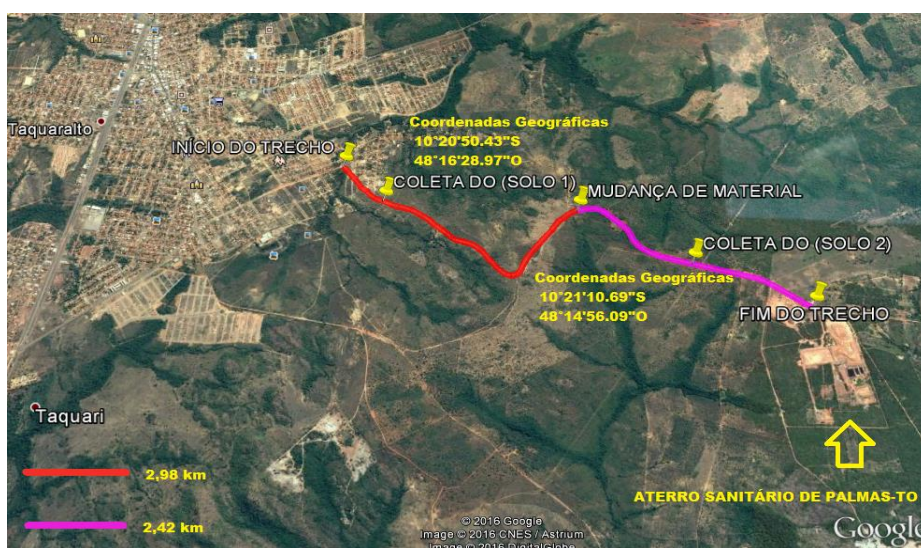 Coordenadas Geográficas
10°20'50.43"S
48°16'28.97"O
Taquaralto
INÍCIO DO TRECHO
COLETA DO (SOLO 1)
MUDANÇA DE MATERIAL
COLETA DO (SOLO 2)
Coordenadas Geográficas
10°21'10.69"S
48°14'56.09"O
FIM DO TRECHO
Taquari
2,98 km
ATERRO SANITÁRIO DE PALMAS-TO
2,42 km
© 2016 Google
Image © 2016 CNES / Astrium
Image © 2016 DigitalGlobe
Google